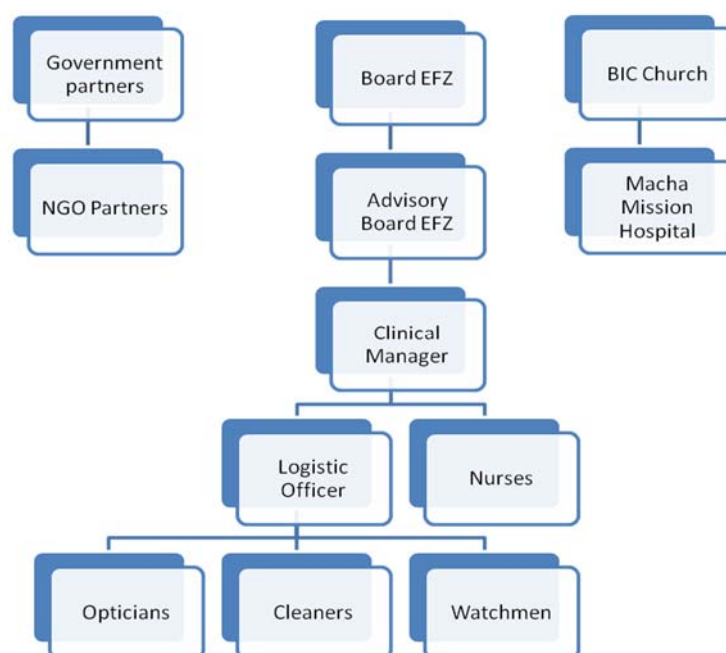 Government
partners
Board EFZ
BIC Church
NGO Partners
Advisory
Board EFZ
Macha
Mission
Hospital
Clinical
Manager
Logistic
Officer
Nurses
Opticians
Cleaners
Watchmen